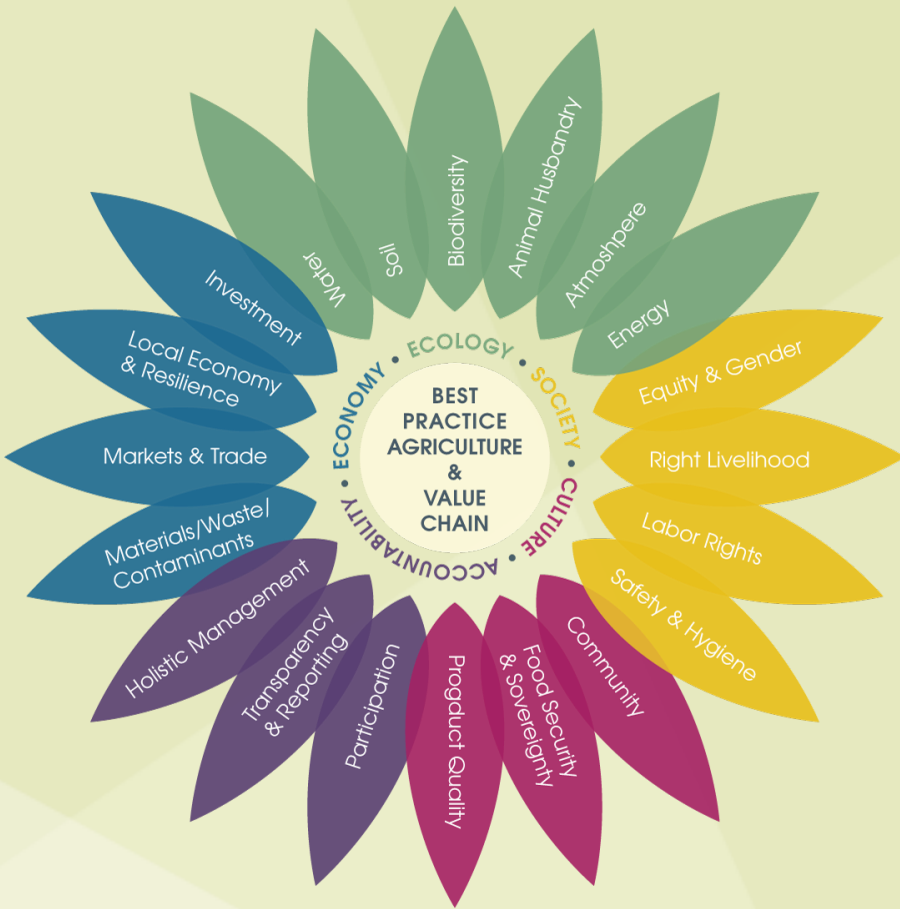 BEST
PRACTICE
AGRICULTURE
&
VALUE
CHAIN
ECOLOGY
SOCIETY
CULTURE
ACCOUNTABILITY
ECONOMY
Water
Soil
Biodiversity
Animal Husbandry
Atmoshpere
Energy
Equity & Gender
Right Livelihood
Labor Rights
Safety & Hygiene
Community
Food Security
& Sovereignty
Progduct Quality
Participation
Transparency
& Reporting
Holistic Management
Materials/Waste/
Contaminants
Markets & Trade
Local Economy
& Resilience
Investment